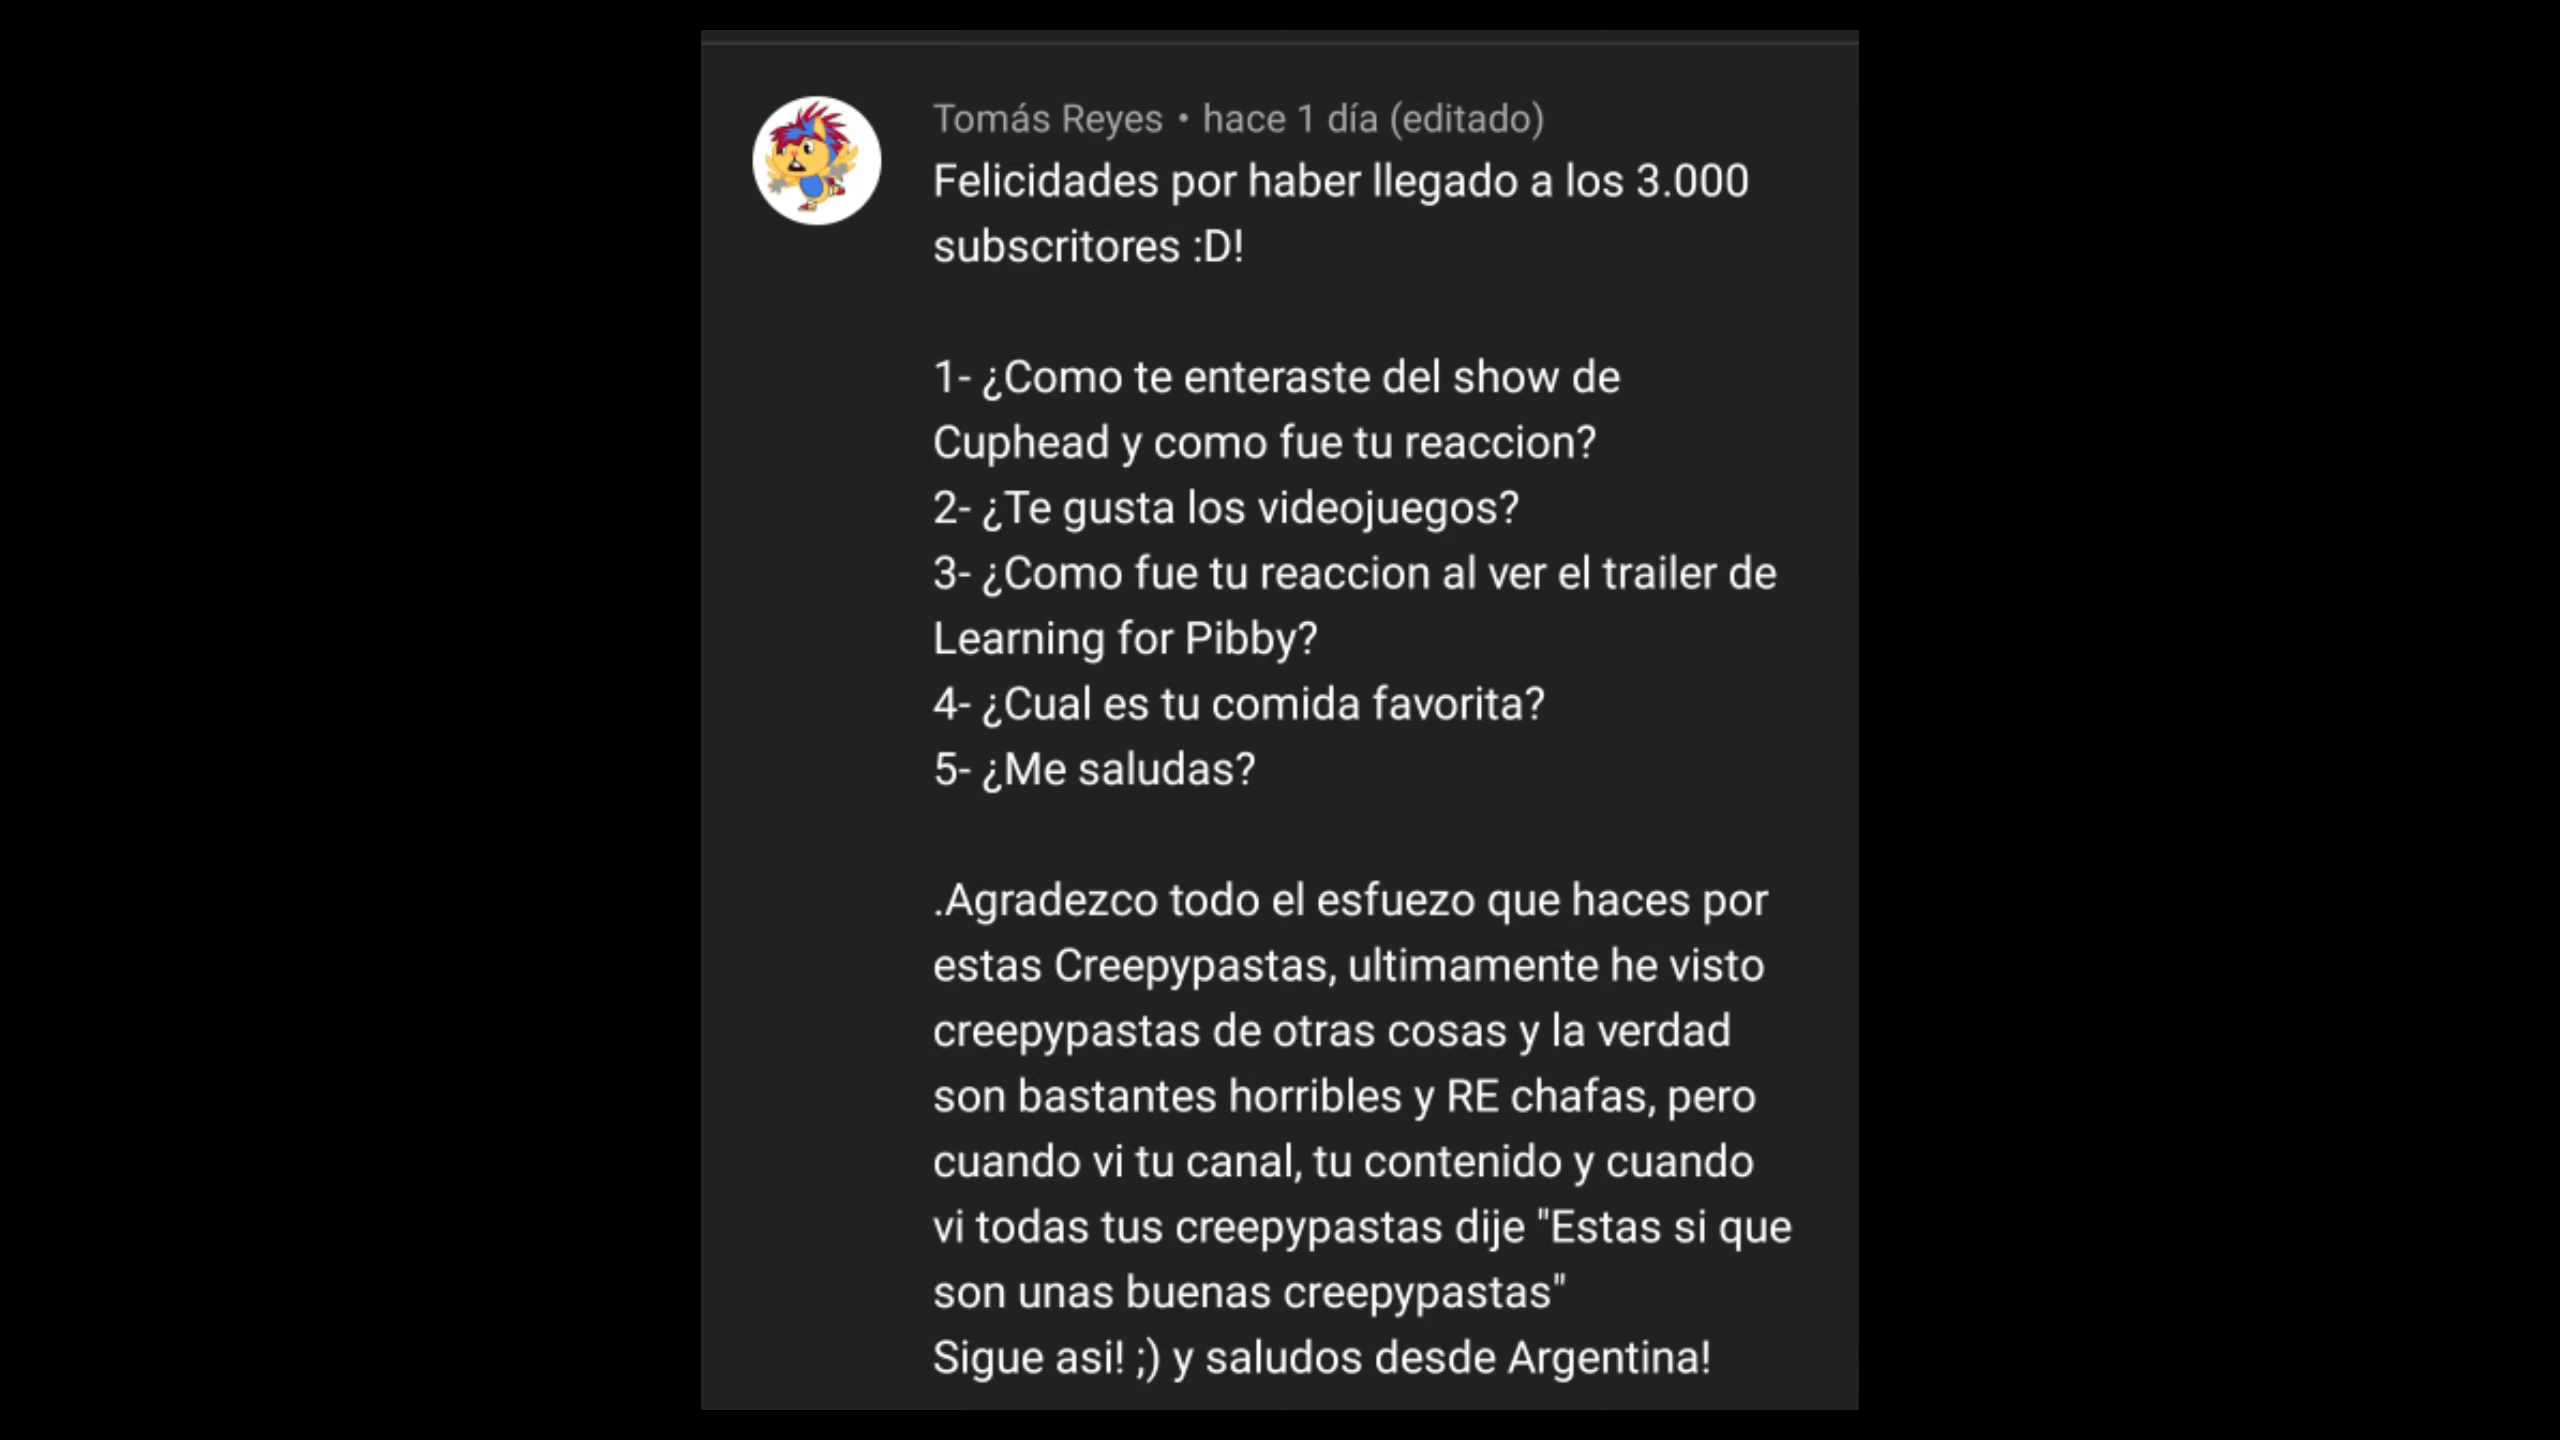 Tomás Reyes • hace 1 día (editado)
Felicidades por haber llegado a los 3.000
subscritores :D!
1- ¿Como te enteraste del show de
Cuphead y como fue tu reaccion?
2- ¿Te gusta los videojuegos?
3- ¿Como fue tu reaccion al ver el trailer de
Learning for Pibby?
4- ¿Cual es tu comida favorita?
5- ¿Me saludas?
.Agradezco todo el esfuezo que haces por
estas Creepypastas, ultimamente he visto
creepypastas de otras cosas y la verdad
son bastantes horribles y RE chafas, pero
cuando vi tu canal, tu contenido y cuando
vi todas tus creepypastas dije "Estas si que
son unas buenas creepypastas"
Sigue asi! ;) y saludos desde Argentina!